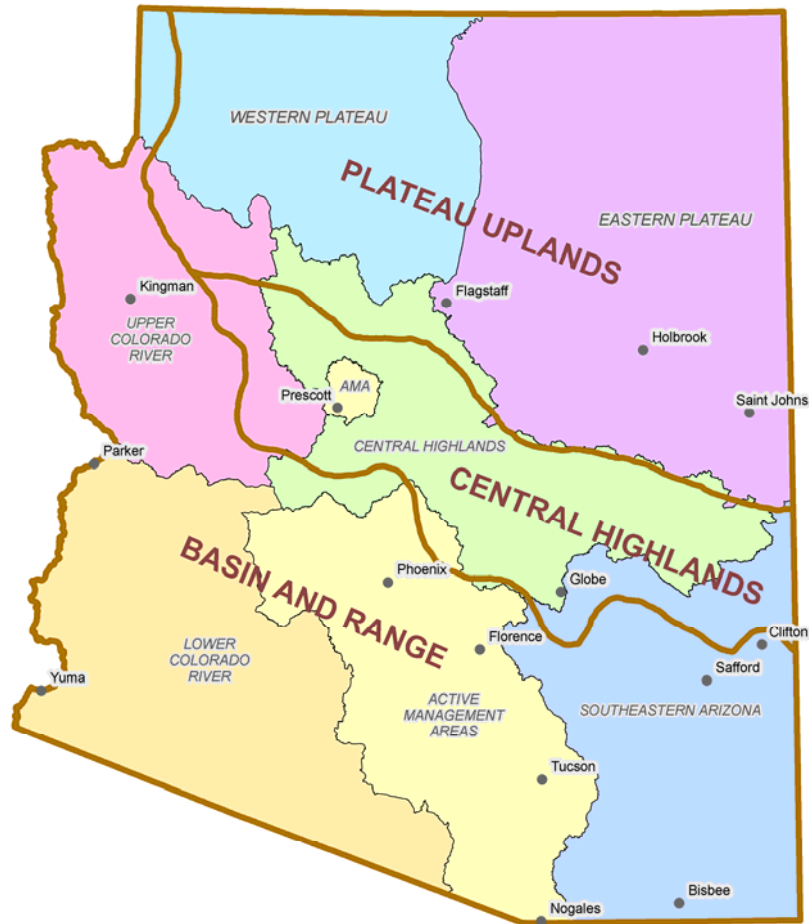 WESTERN PLATEAU
PLATEAU UPLANDS
EASTERN PLATEAU
Kingman
Flagstaff
UPPER
COLORADO
RIVER
Holbrook
AMA
Prescott
Saint Johns
CENTRAL HIGHLANDS
Parker
CENTRAL HIGHLANDS
BASIN AND RANGE
Phoenix
Globe
Florence
Clifton
LOWER
COLORADO
RIVER
Safford
Yuma
ACTIVE
MANAGEMENT
AREAS
SOUTHEASTERN ARIZONA
Tucson
Bisbee
Nogales